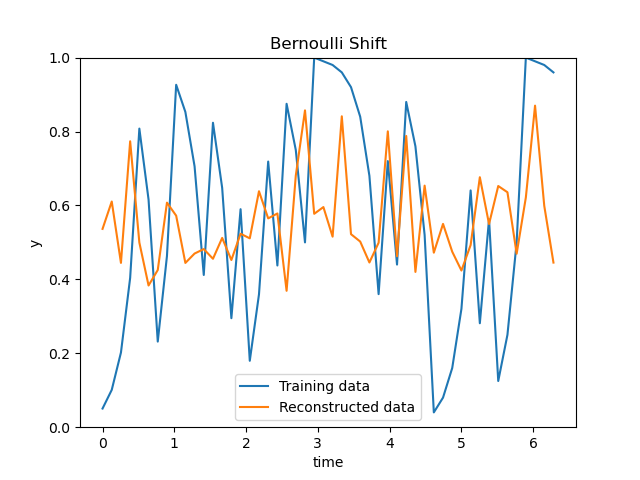 Bernoulli Shift
y
1.0
0.8
0.6
0.4
0.2
0.0
Training data
Reconstructed data
0 1 2 3 4 5 6
time